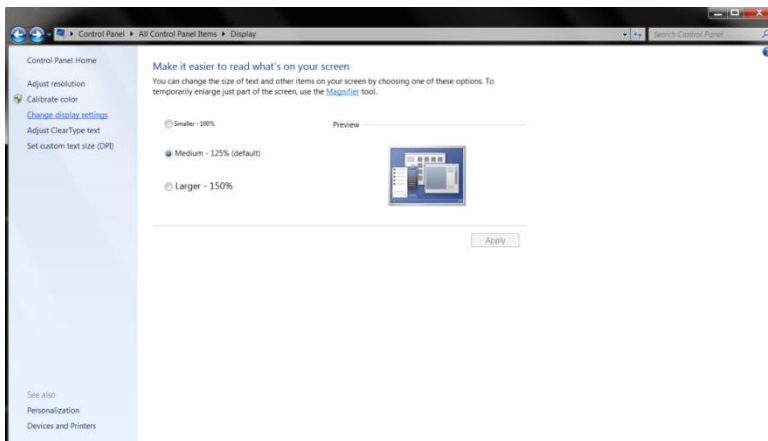 Control Panel ▸ All Control Panel Items ▸ Display
Search Control Panel
Control Panel Home
Adjust resolution
Calibrate color
Change display settings
Adjust ClearType text
Set custom text size (DPI)
See also
Personalization
Devices and Printers
Make it easier to read what's on your screen
You can change the size of text and other items on your screen by choosing one of these options. To
temporarily enlarge just part of the screen, use the Magnifier tool.
Smaller - 100%
Medium - 125% (default)
Larger - 150%
Preview
Apply